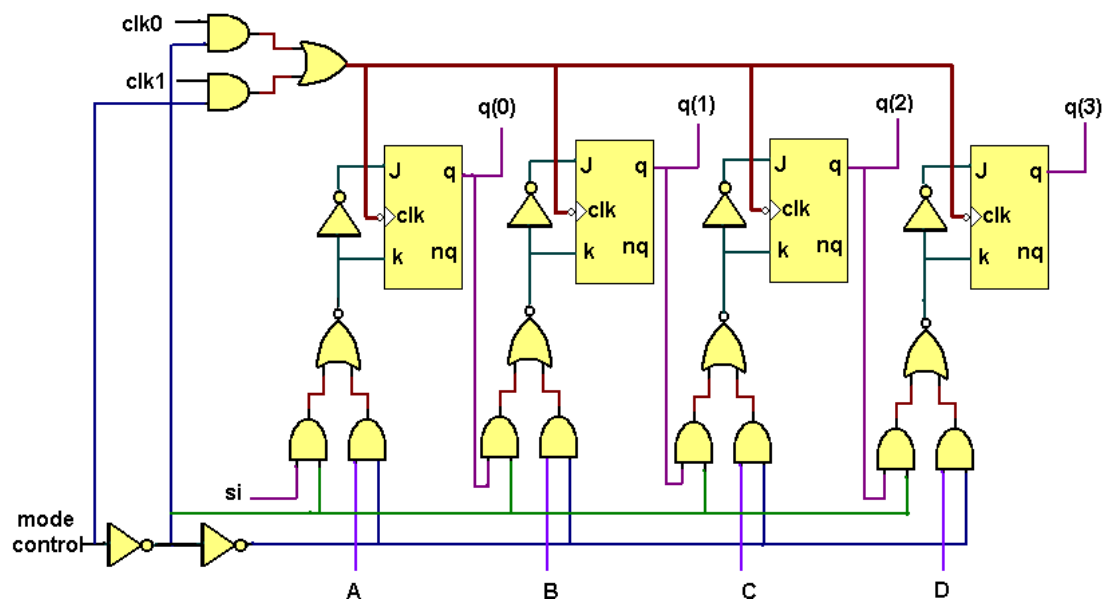 clk0
clk1
q(0)
q(1)
q(2)
q(3)
J q
clk
k nq
J q
clk
k nq
J q
clk
k nq
J q
clk
k nq
si
mode
control
A B C D